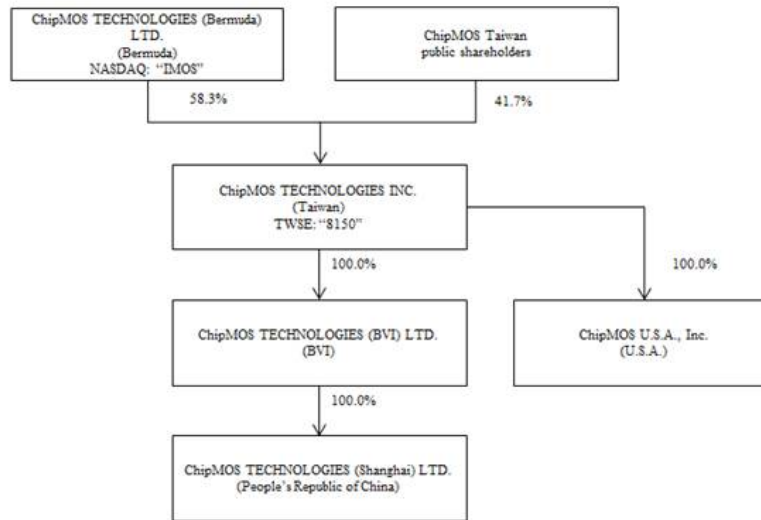 ChipMOS TECHNOLOGIES (Bermuda)
LTD.
(Bermuda)
NASDAQ: “IMOS”
ChipMOS Taiwan
public shareholders
58.3%
41.7%
ChipMOS TECHNOLOGIES INC.
(Taiwan)
TWSE: “8150”
100.0%
100.0%
ChipMOS TECHNOLOGIES (BVI) LTD.
(BVI)
ChipMOS U.S.A., Inc.
(U.S.A.)
100.0%
ChipMOS TECHNOLOGIES (Shanghai) LTD.
(People’s Republic of China)